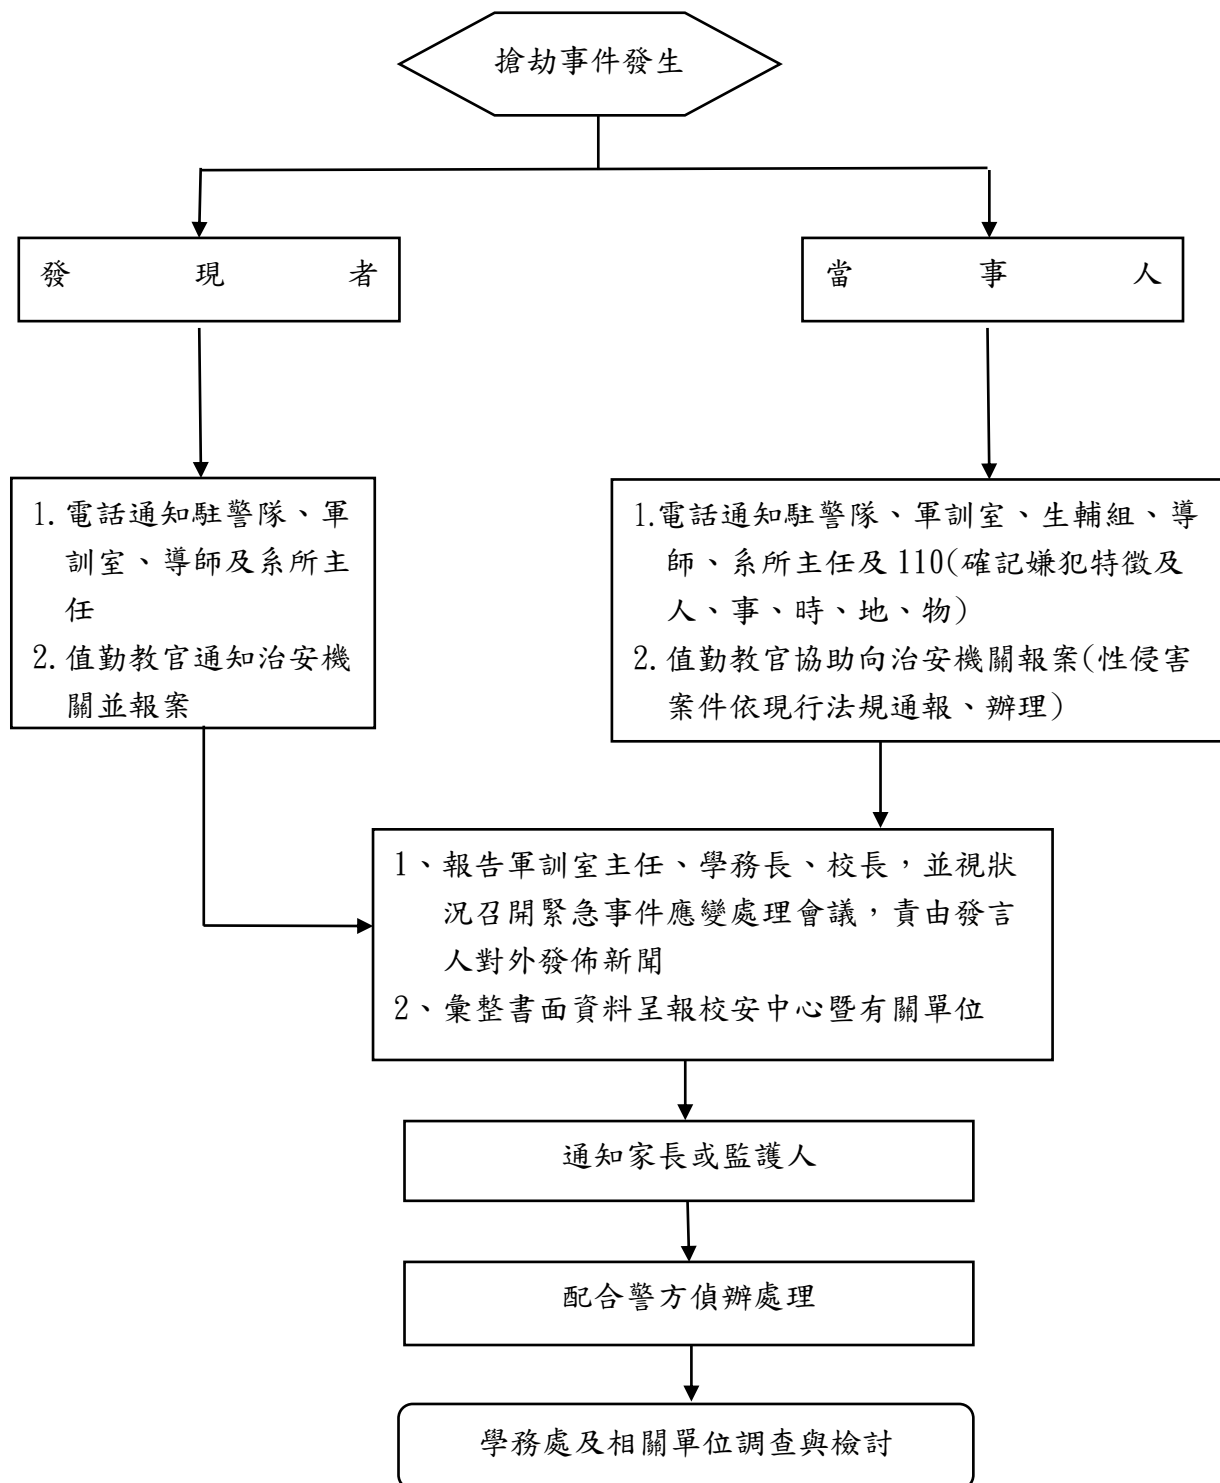 搶劫事件發生
發現者
當事人
1.電話通知駐警隊、軍
訓室、導師及系所主
任
2.值勤教官通知治安機
關並報案
1.電話通知駐警隊、軍訓室、生輔組、導
師、系所主任及 110(確記嫌犯特徵及
人、事、時、地、物)
2.值勤教官協助向治安機關報案(性侵害
案件依現行法規通報、辦理)
1、報告軍訓室主任、學務長、校長，並視狀
況召開緊急事件應變處理會議，責由發言
人對外發佈新聞
2、彙整書面資料呈報校安中心暨有關單位
通知家長或監護人
配合警方偵辦處理
學務處及相關單位調查與檢討